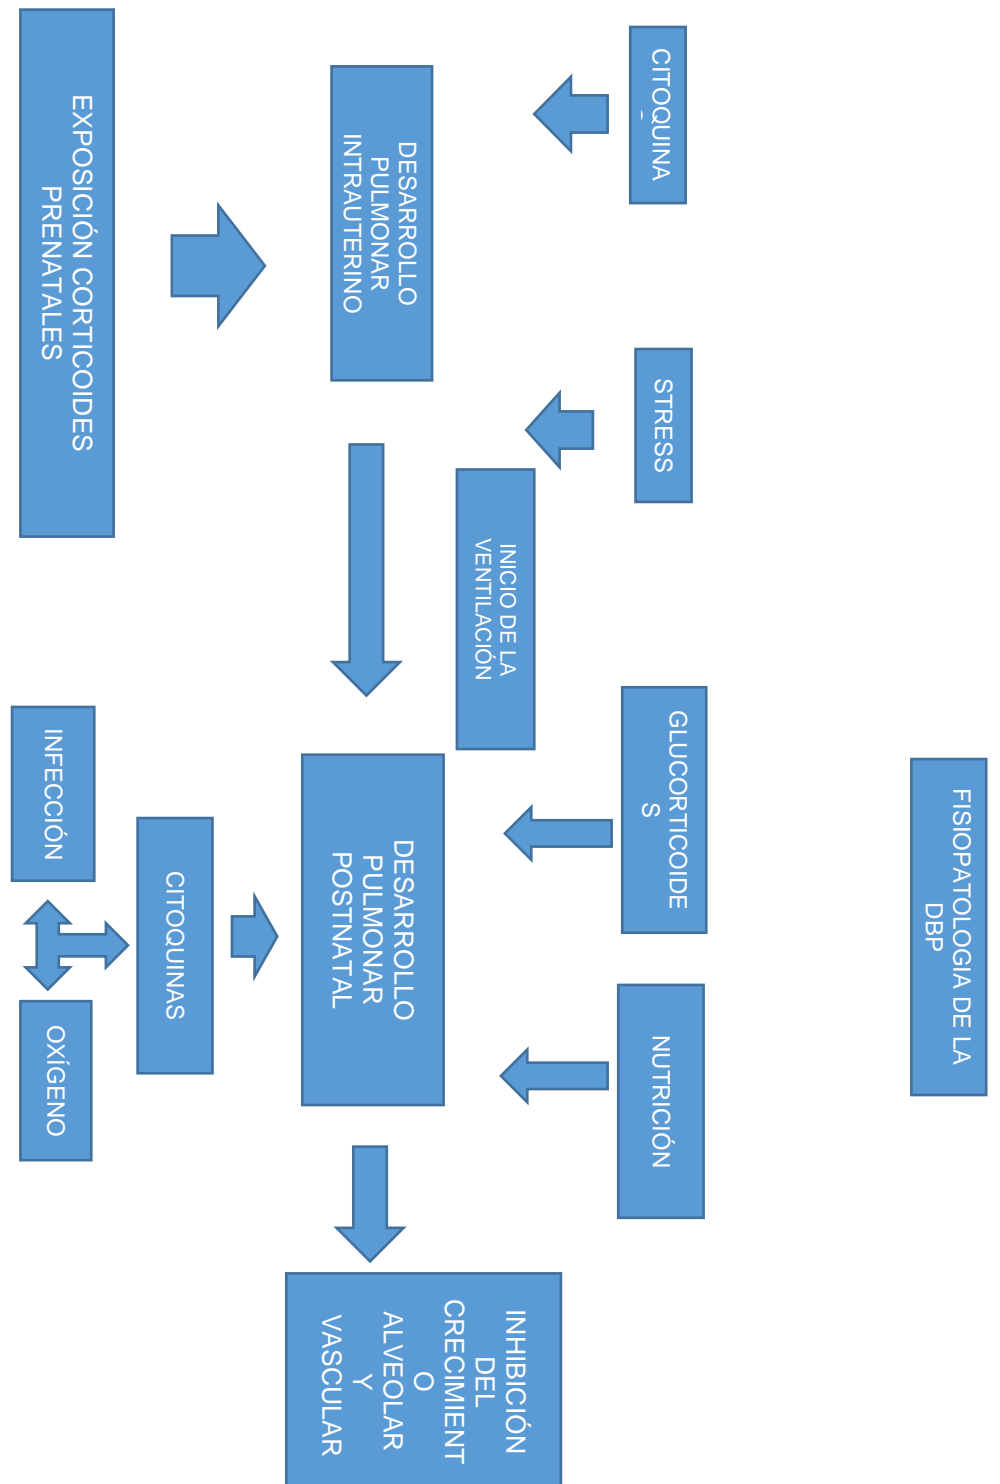 FISIOPATOLOGIA DE LA
DBP
CITOQUINA
STRESS
GLUCORTICOIDE
S
NUTRICIÓN
INICIO DE LA
VENTILACIÓN
DESARROLLO
PULMONAR
INTRAUTERINO
DESARROLLO
PULMONAR
POSTNATAL
INHIBICIÓN
DEL
CRECIMIENT
O
ALVEOLAR
Y
VASCULAR
CITOQUINAS
EXPOSICIÓN CORTICOIDES
PRENATALES
INFECCIÓN
OXÍGENO